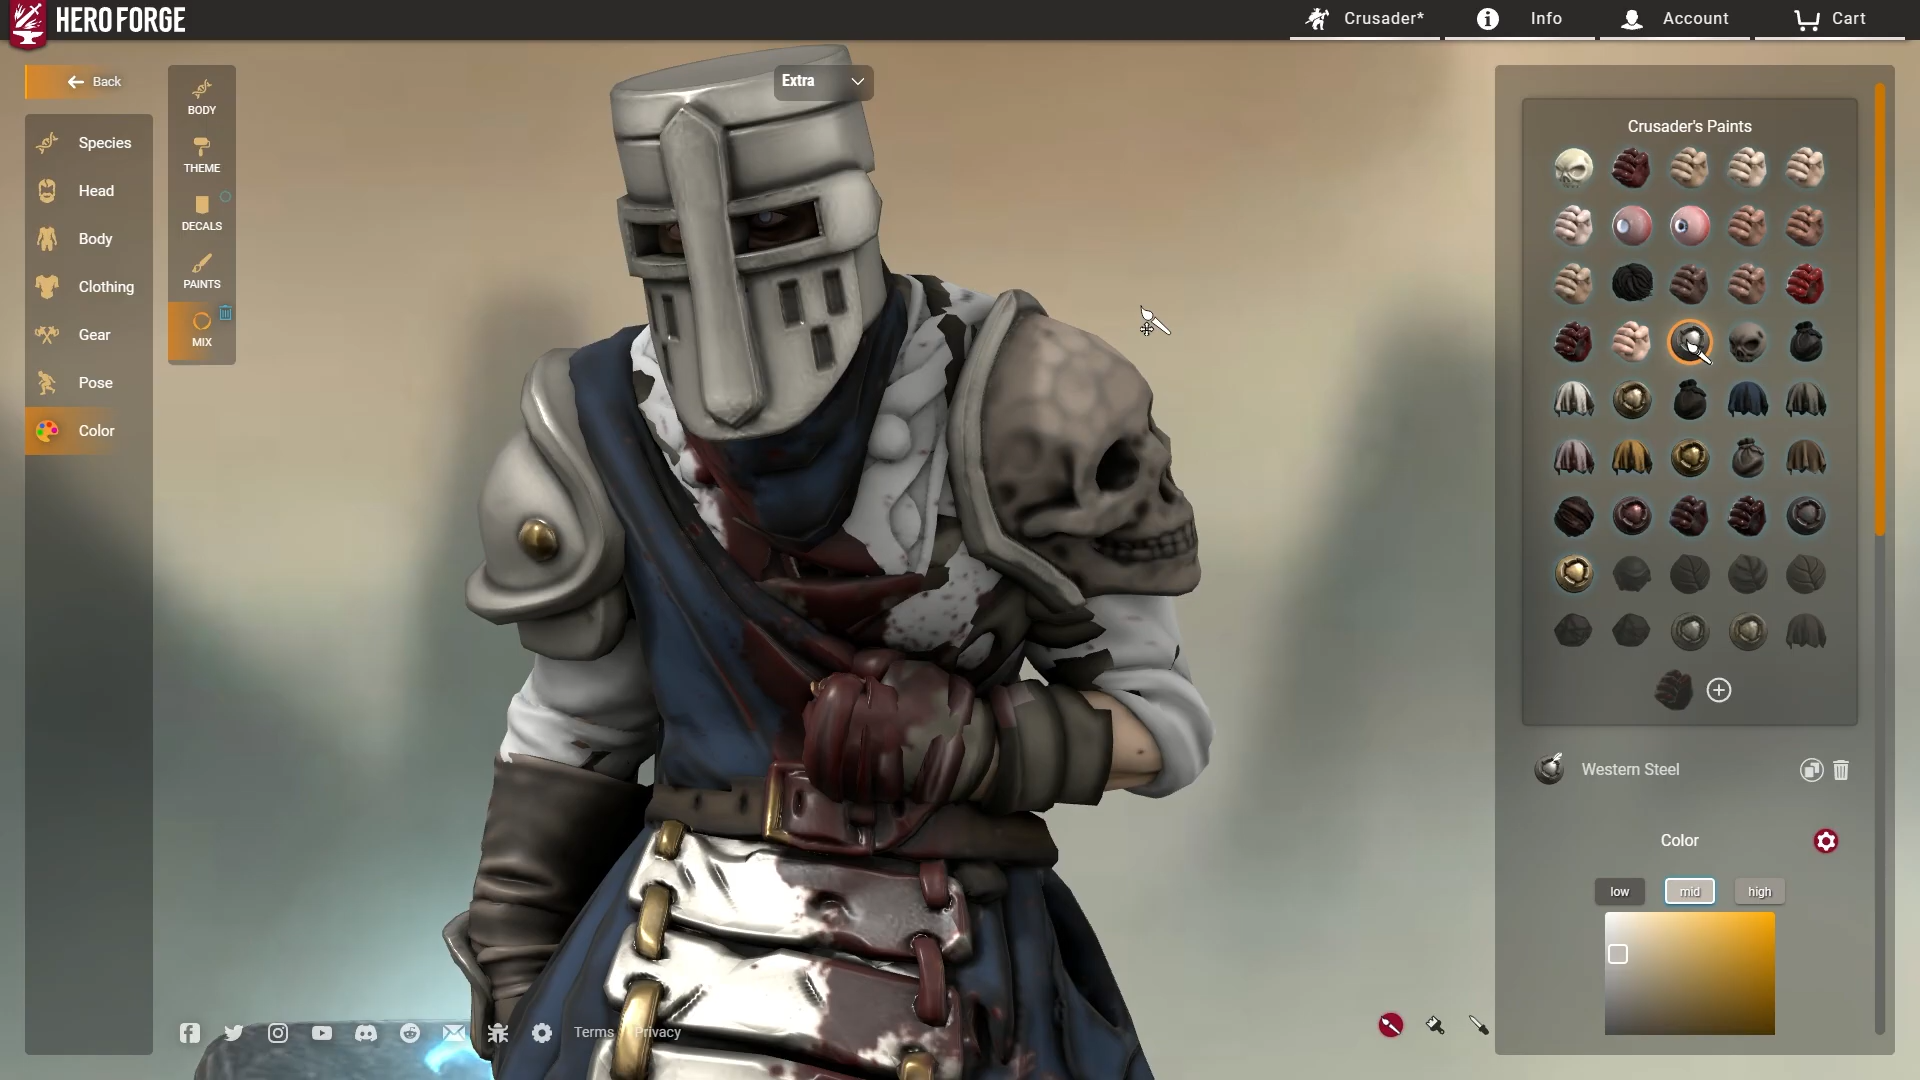 HERO FORGE
Crusader*
Info
Account
Cart
Back
Species
Head
Body
Clothing
Gear
Pose
Color
BODY
THEME
DECALS
PAINTS
MIX
Extra
Crusader's Paints
Western Steel
Color
low
mid
high
Terms
Privacy